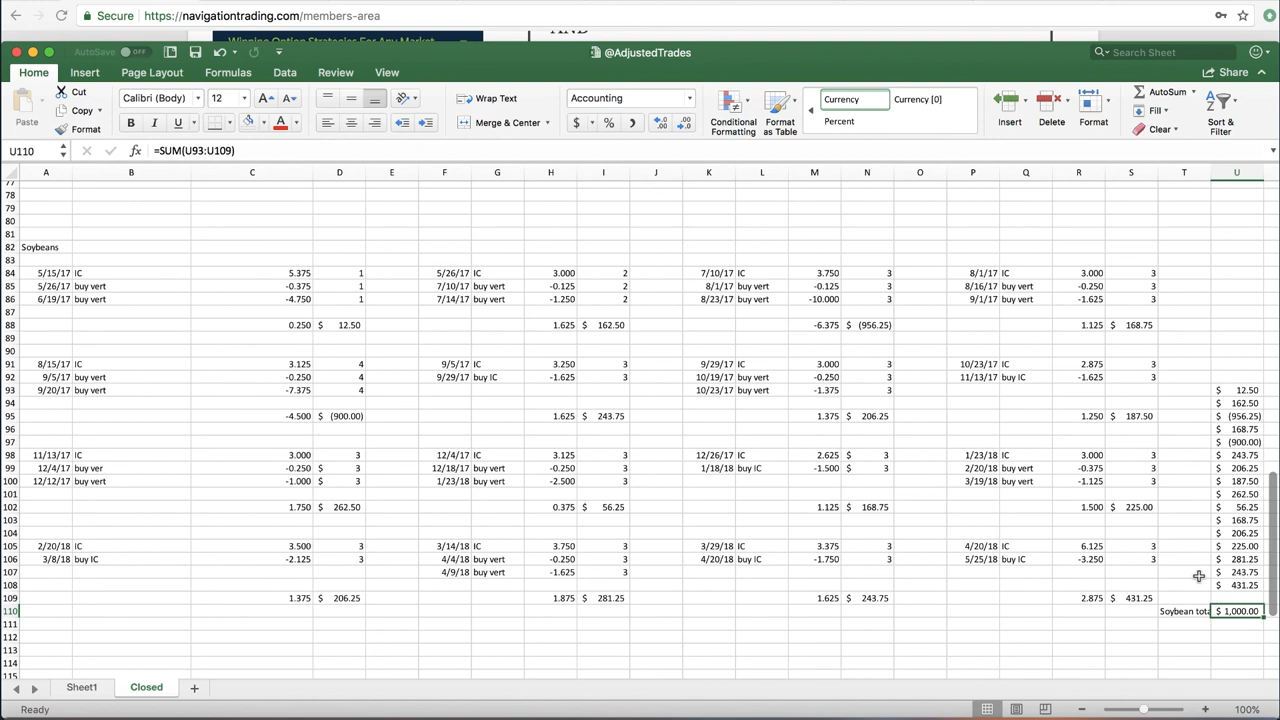 Secure https://navigationtrading.com/members-area
Winning Option Strategies For Any Market
AND
AutoSave OFF @AdjustedTrades Search Sheet
Home Insert Page Layout Formulas Data Review View Share
Paste Cut Calibri (Body) 12 Wrap Text Accounting Conditional Formatting Format as Table Currency Currency [0] Insert Delete Format AutoSum Sort & Filter
Copy Fill
Format B I U A Merge & Center $ % Percent Clear
U110 fx =SUM(U93:U109)
A B C D E F G H I J K L M N O P Q R S T U
77
78
79
80
81
82 Soybeans
83
84 5/15/17 IC 5.375 1 5/26/17 IC 3.000 2 7/10/17 IC 3.750 3 8/1/17 IC 3.000 3
85 5/26/17 buy vert -0.375 1 7/10/17 buy vert -0.125 2 8/1/17 buy vert -0.125 3 8/16/17 buy vert -0.250 3
86 6/19/17 buy vert -4.750 1 7/14/17 buy vert -1.250 2 8/23/17 buy vert -10.000 3 9/1/17 buy vert -1.625 3
87
88 0.250 $ 12.50 1.625 $ 162.50 -6.375 $ (956.25) 1.125 $ 168.75
89
90
91 8/15/17 IC 3.125 4 9/5/17 IC 3.250 3 9/29/17 IC 3.000 3 10/23/17 IC 2.875 3
92 9/5/17 buy vert -0.250 4 9/29/17 buy IC -1.625 3 10/19/17 buy vert -0.250 3 11/13/17 buy IC -1.625 3
93 9/20/17 buy vert -7.375 4 10/23/17 buy vert -1.375 3 $ 12.50
94 $ 162.50
95 -4.500 $ (900.00) 1.625 $ 243.75 1.375 $ 206.25 1.250 $ 187.50 $ (956.25)
96 $ 168.75
97 $ (900.00)
98 11/13/17 IC 3.000 3 12/4/17 IC 3.125 3 12/26/17 IC 2.625 $ 3 1/23/18 IC 3.000 3 $ 243.75
99 12/4/17 buy ver -0.250 $ 3 12/18/17 buy vert -0.250 3 1/18/18 buy IC -1.500 $ 3 2/20/18 buy vert -0.375 3 $ 206.25
100 12/12/17 buy vert -1.000 $ 3 1/23/18 buy vert -2.500 3 3/19/18 buy vert -1.125 3 $ 187.50
101 $ 262.50
102 1.750 $ 262.50 0.375 $ 56.25 1.125 $ 168.75 1.500 $ 225.00 $ 56.25
103 $ 168.75
104 $ 206.25
105 2/20/18 IC 3.500 3 3/14/18 IC 3.750 3 3/29/18 IC 3.375 3 4/20/18 IC 6.125 3 $ 225.00
106 3/8/18 buy IC -2.125 3 4/4/18 buy vert -0.250 3 4/20/18 buy IC -1.750 3 5/25/18 buy IC -3.250 3 $ 281.25
107 4/9/18 buy vert -1.625 3 $ 243.75
108 $ 431.25
109 1.375 $ 206.25 1.875 $ 281.25 1.625 $ 243.75 2.875 $ 431.25
110 Soybean tota $ 1,000.00
111
112
113
114
115
Sheet1 Closed +
Ready 100%